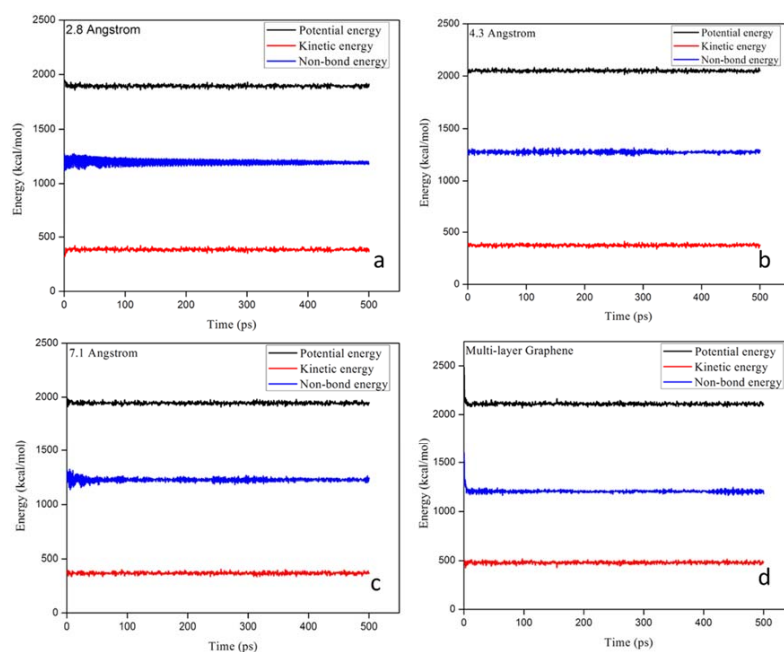 2.8 Angstrom
Potential energy
Kinetic energy
Non-bond energy
2500
2000
1500
1000
500
0
Energy (kcal/mol)
0 100 200 300 400 500
Time (ps)
a
4.3 Angstrom
Potential energy
Kinetic energy
Non-bond energy
2500
2000
1500
1000
500
0
Energy (kcal/mol)
0 100 200 300 400 500
Time (ps)
b
7.1 Angstrom
Potential energy
Kinetic energy
Non-bond energy
2500
2000
1500
1000
500
0
Energy (kcal/mol)
0 100 200 300 400 500
Time (ps)
c
Multi-layer Graphene
Potential energy
Kinetic energy
Non-bond energy
2500
2000
1500
1000
500
0
Energy (kcal/mol)
0 100 200 300 400 500
Time (ps)
d